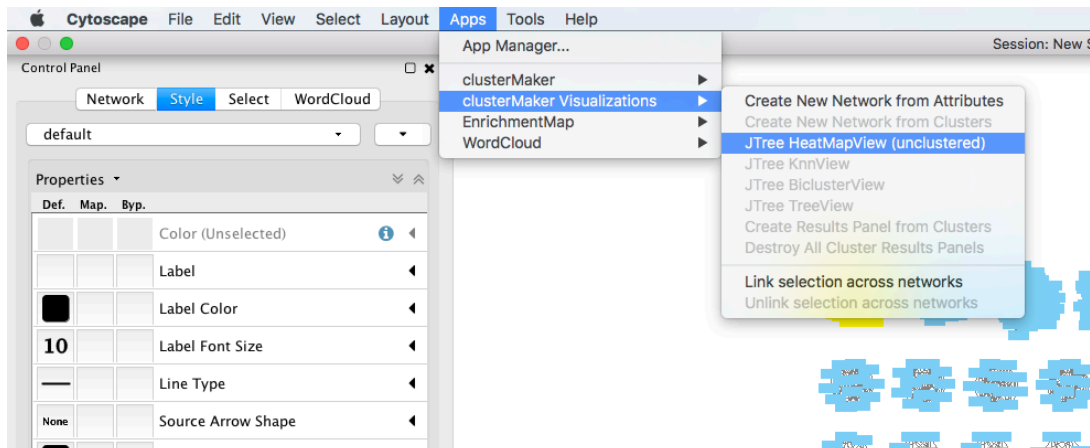 Cytoscape File Edit View Select Layout Apps Tools Help
Session: New S
Control Panel
Network Style Select WordCloud
default
Properties
Def. Map. Byp.
Color (Unselected)
Label
Label Color
10 Label Font Size
Line Type
None Source Arrow Shape
App Manager...
clusterMaker
clusterMaker Visualizations
EnrichmentMap
WordCloud
Create New Network from Attributes
Create New Network from Clusters
JTree HeatMapView (unclustered)
JTree KnnView
JTree BiclusterView
JTree TreeView
Create Results Panel from Clusters
Destroy All Cluster Results Panels
Link selection across networks
Unlink selection across networks